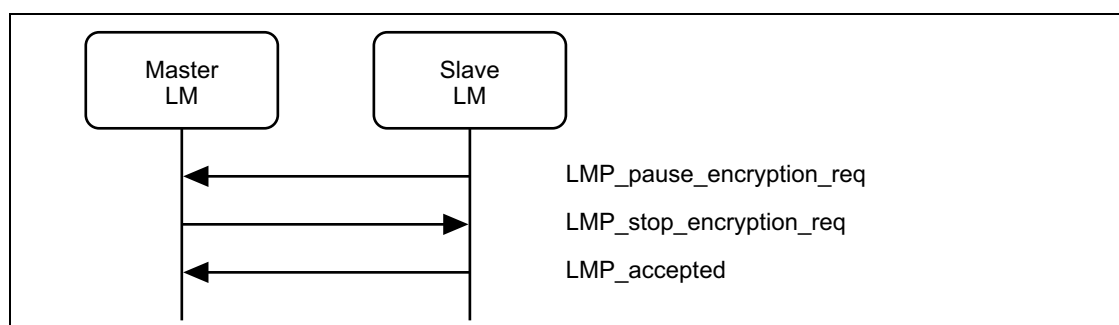 Master
LM
Slave
LM
LMP_pause_encryption_req
LMP_stop_encryption_req
LMP_accepted